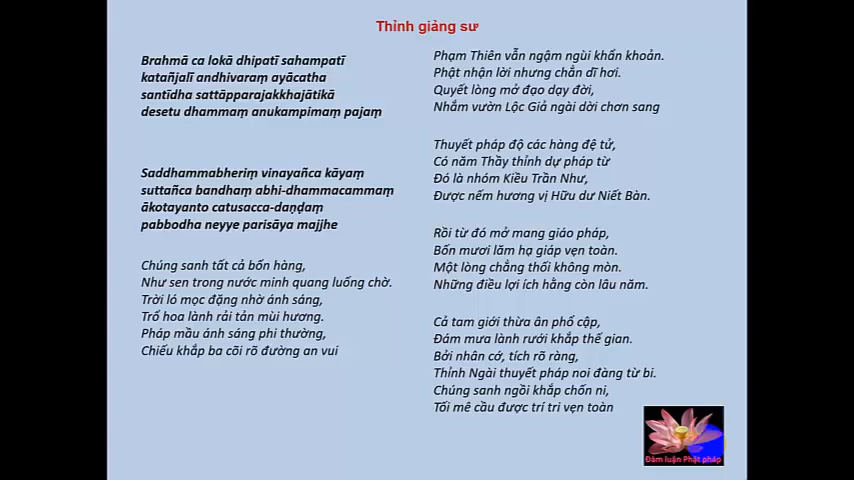 Thỉnh giảng sư
Brahmā ca lokā dhipatī sahampatī
katañjalī andhivaraṃ ayācatha
santīdha sattāpparajakkhajātikā
desetu dhammaṃ anukampimaṃ pajaṃ
Saddhammabheriṃ vinayañca kāyaṃ
suttañca bandhaṃ abhi-dhammacammaṃ
ākotayanto catusacca-daṇḍaṃ
pabbodha neyye parisāya majjhe
Chúng sanh tất cả bốn hàng,
Như sen trong nước minh quang luống chờ.
Trời ló mọc đặng nhờ ánh sáng,
Trổ hoa lành rải tản mùi hương.
Pháp mầu ánh sáng phi thường,
Chiếu khắp ba cõi rõ đường an vui
Phạm Thiên vẫn ngậm ngùi khẩn khoản.
Phật nhận lời nhưng chẳn dĩ hơi.
Quyết lòng mở đạo dạy đời,
Nhắm vườn Lộc Giả ngài dời chơn sang
Thuyết pháp độ các hàng đệ tử,
Có năm Thầy thỉnh dự pháp từ
Đó là nhóm Kiều Trần Như,
Được nếm hương vị Hữu dư Niết Bàn.
Rồi từ đó mở mang giáo pháp,
Bốn mươi lăm hạ giáp vẹn toàn.
Một lòng chẳng thối không mòn.
Những điều lợi ích hằng còn lâu năm.
Cả tam giới thừa ân phổ cập,
Đám mưa lành rưới khắp thế gian.
Bởi nhân cớ, tích rõ ràng,
Thỉnh Ngài thuyết pháp noi đàng từ bi.
Chúng sanh ngồi khắp chốn ni,
Tối mê cầu được trí tri vẹn toàn
Đàm luận Phật pháp